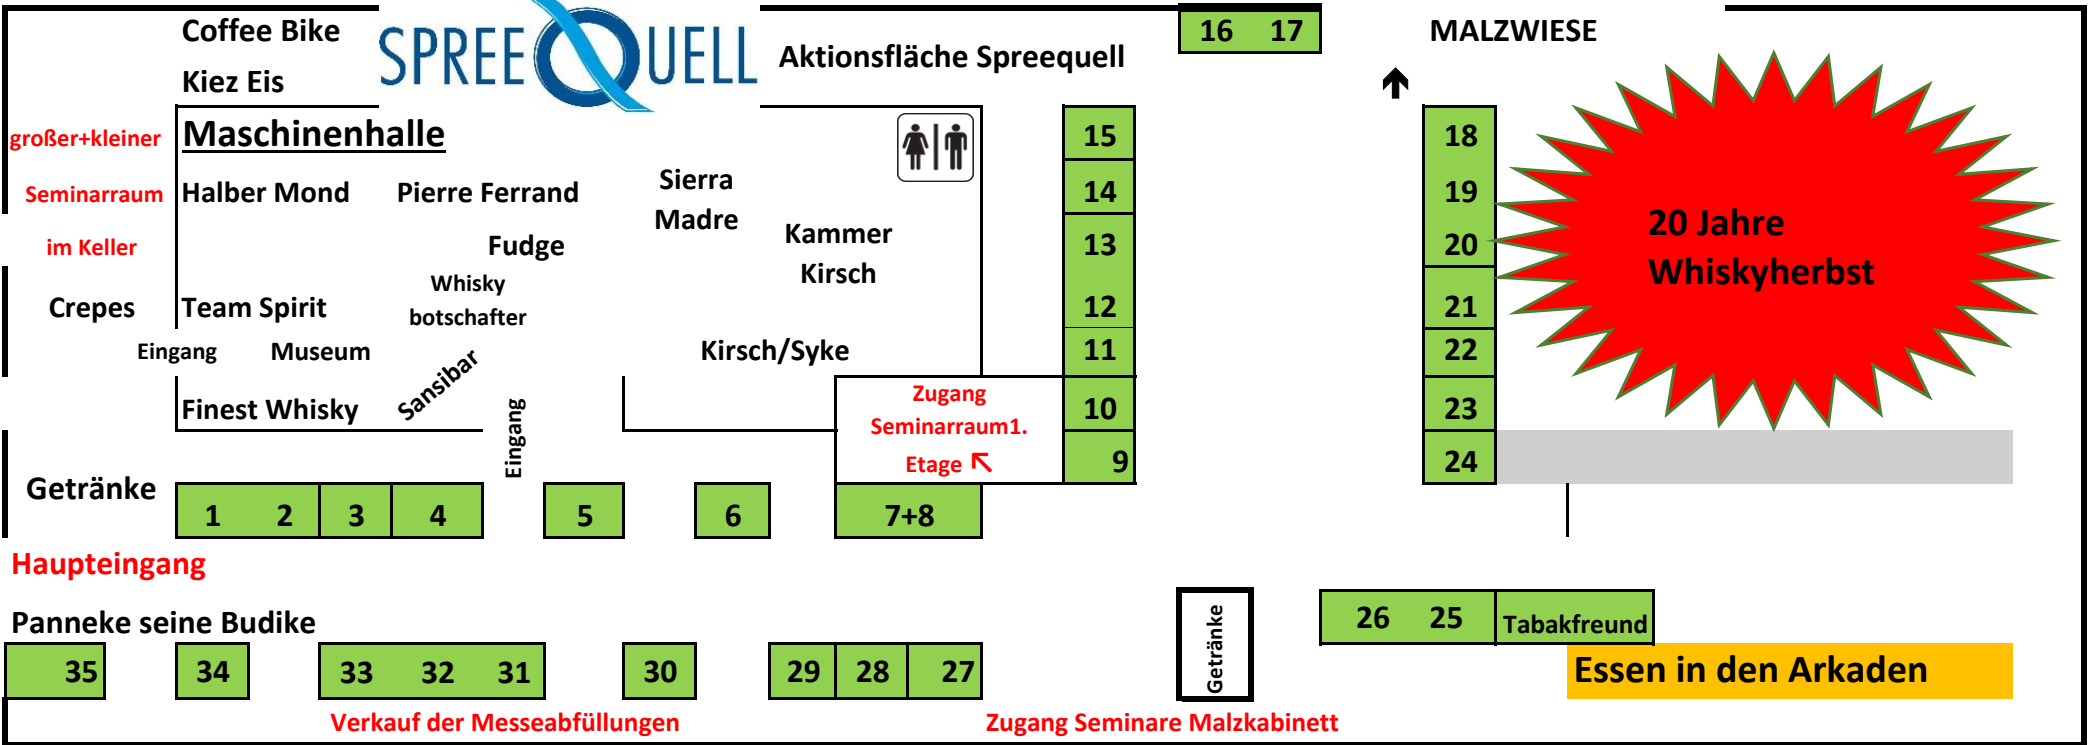 Coffee Bike
Kiez Eis
SPREEQUELL
Aktionsfläche Spreequell
16 17
MALZWIESE
großer+kleiner
Seminarraum
im Keller
Maschinenhalle
Halber Mond
Pierre Ferrand
Sierra
Madre
Fudge
Kammer
Kirsch
Whisky
botschafter
Crepes
Team Spirit
Eingang
Museum
Sansibar
Kirsch/Syke
Finest Whisky
Eingang
Zugang
Seminarraum1.
Etage ↖
15
14
13
12
11
10
9
↑
18
19
20
21
22
23
24
20 Jahre
Whiskyherbst
Getränke
1 2 3 4 5 6 7+8
Haupteingang
Panneke seine Budike
Getränke
26 25 Tabakfreund
35 34 33 32 31 30 29 28 27
Essen in den Arkaden
Verkauf der Messeabfüllungen
Zugang Seminare Malzkabinett